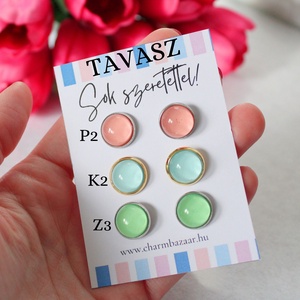 TAVASZ
Sok szeretettel!
P2
K2
Z3
www.charmbazaar.hu